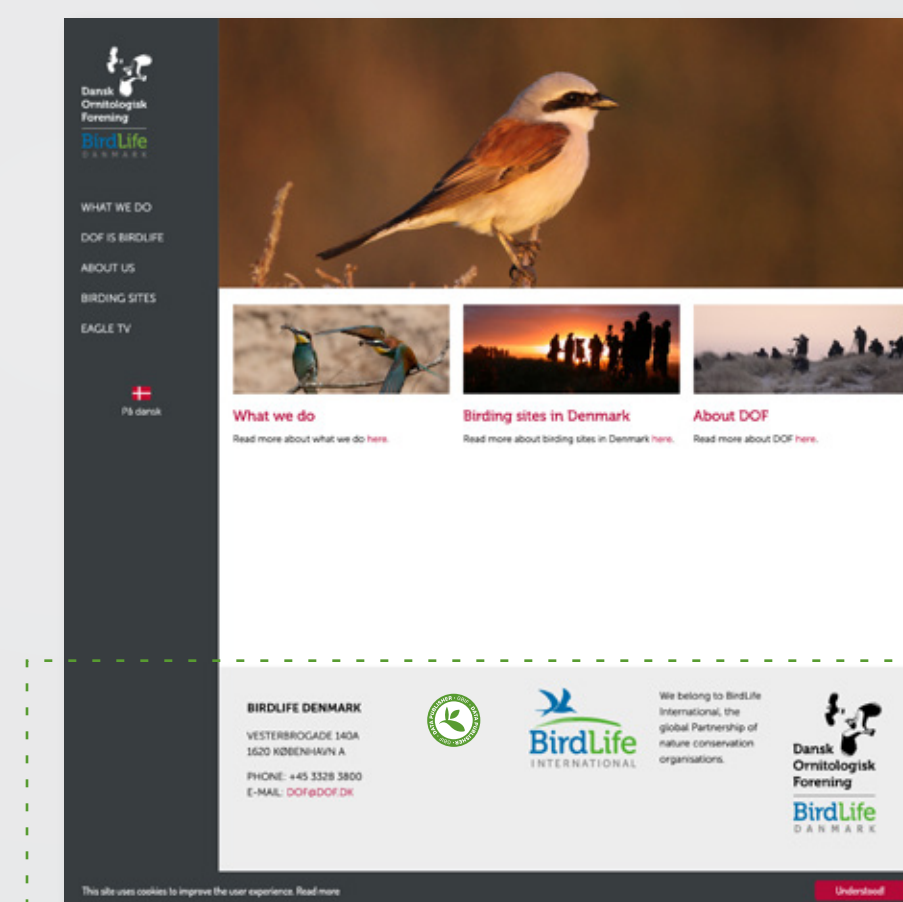 Dansk
Ornitologisk
Forening
BirdLife
DANMARK
WHAT WE DO
DOF IS BIRDLIFE
ABOUT US
BIRDING SITES
EAGLE TV
På dansk
What we do
Read more about what we do here.
Birding sites in Denmark
Read more about birding sites in Denmark here.
About DOF
Read more about DOF here.
BIRDLIFE DENMARK
VESTERBROGADE 140A
1620 KØBENHAVN A
PHONE: +45 3328 3800
E-MAIL: DOF@DOF.DK
DATA PUBLISHER
DATA PUBLISHER
BirdLife
INTERNATIONAL
We belong to BirdLife
International, the
global Partnership of
nature conservation
organisations.
Dansk
Ornitologisk
Forening
BirdLife
DANMARK
This site uses cookies to improve the user experience. Read more
Understood!